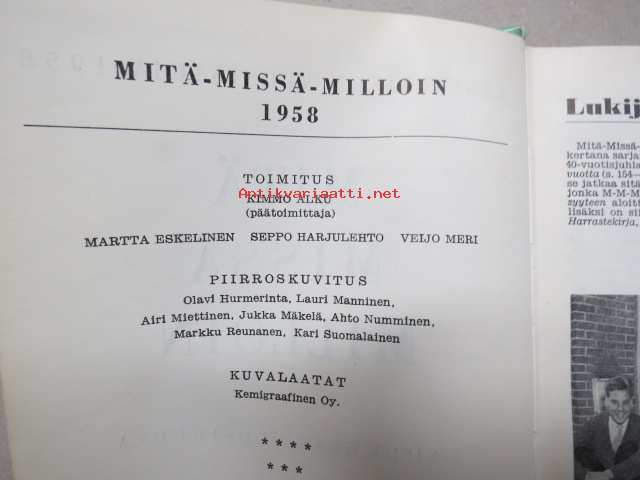 MITÄ-MISSÄ-MILLOIN
1958
TOIMITUS
Antikvariaatti.net
KIMMO ALKU
(päätoimittaja)
MARTTA ESKELINEN SEPPO HARJULEHTO VEIJO MERI
PIIRROSKUVITUS
Olavi Hurmerinta, Lauri Manninen,
Airi Miettinen, Jukka Mäkelä, Ahto Numminen,
Markku Reunanen, Kari Suomalainen
KUVALAATAT
Kemigraafinen Oy.
****
***
Lukij
Mitä-Missä-
kertana sarja
40-vuotisjuhla
vuotta (s. 154—
se jatkaa sitä
jonka M-M-M
syyteen aloitt
lisäksi on si
Harrastekirja,